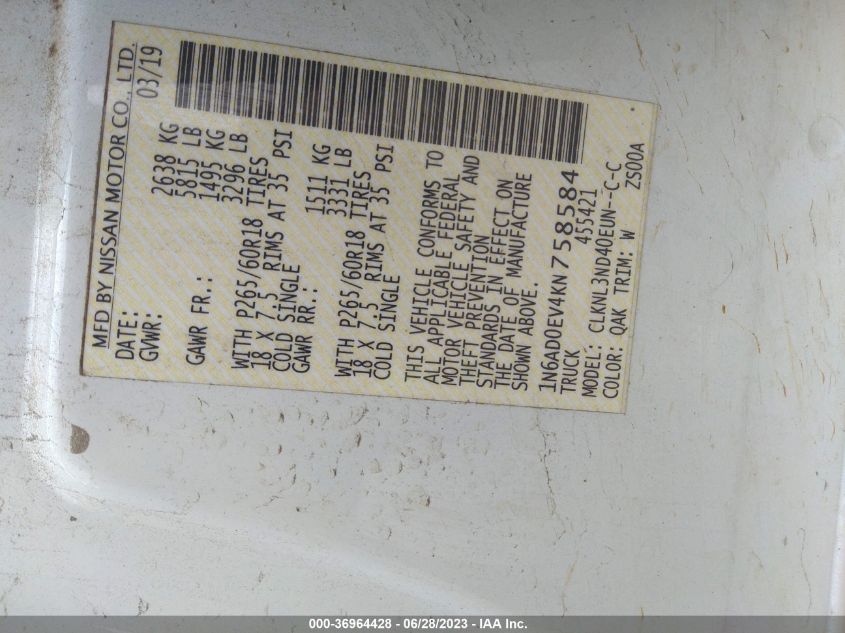 MFD BY NISSAN MOTOR CO., LTD.
DATE: 03/19
GVWR: 2638 KG
5815 LB
GAWR FR.: 1495 KG
3296 LB
WITH P265/60R18 TIRES
18 X 7.5 RIMS AT 35 PSI
COLD SINGLE
GAWR RR.: 1511 KG
3331 LB
WITH P265/60R18 TIRES
18 X 7.5 RIMS AT 35 PSI
COLD SINGLE
THIS VEHICLE CONFORMS TO
ALL APPLICABLE FEDERAL
MOTOR VEHICLE SAFETY AND
THEFT PREVENTION
STANDARDS IN EFFECT ON
THE DATE OF MANUFACTURE
SHOWN ABOVE.
1N6AD0EV4KN758584
TRUCK 455421
MODEL: CLKNL3ND40EUN--C-C
COLOR: QAK TRIM: W ZS00A
000-36964428 - 06/28/2023 - IAA Inc.